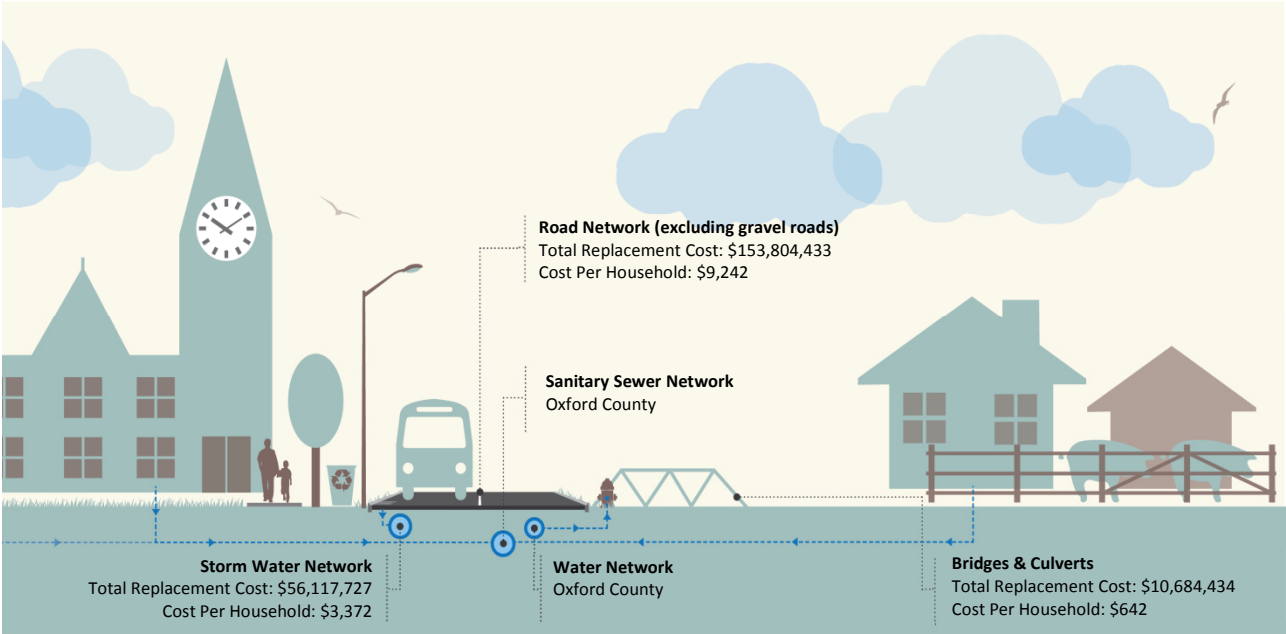 Road Network (excluding gravel roads)
Total Replacement Cost: $153,804,433
Cost Per Household: $9,242
Sanitary Sewer Network
Oxford County
Storm Water Network
Total Replacement Cost: $56,117,727
Cost Per Household: $3,372
Water Network
Oxford County
Bridges & Culverts
Total Replacement Cost: $10,684,434
Cost Per Household: $642